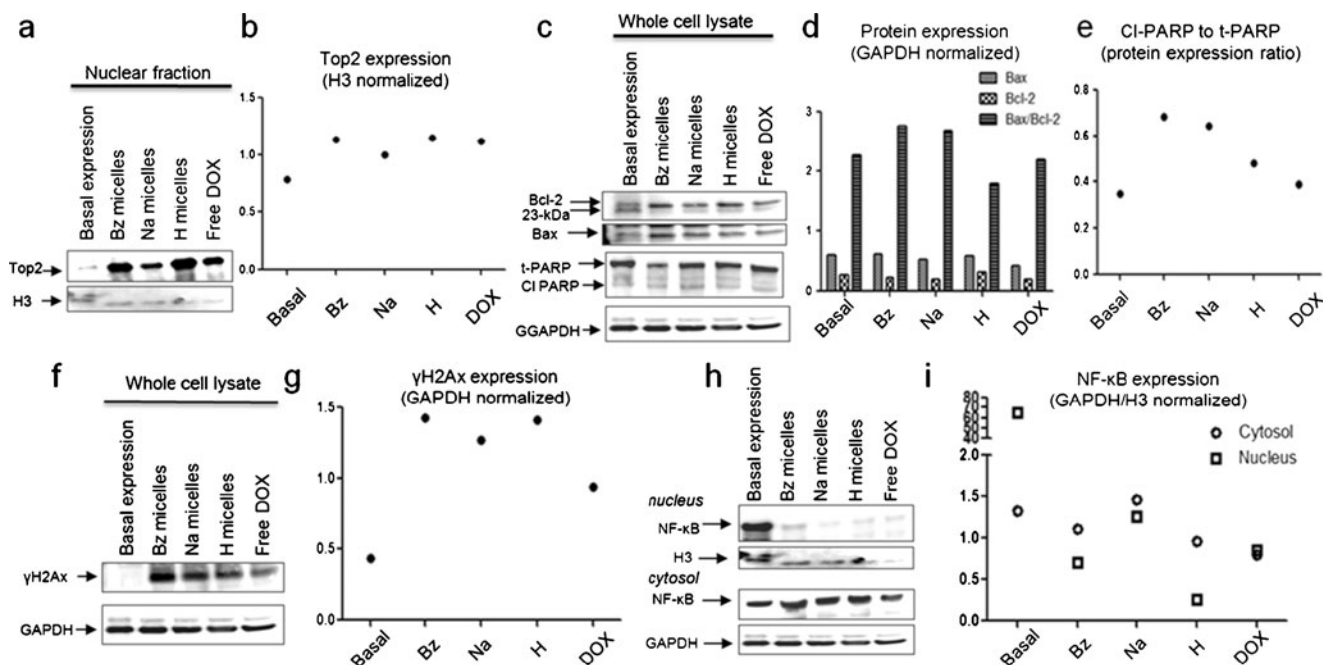 a
Nuclear fraction
Basal expression
Bz micelles
Na micelles
H micelles
Free DOX
Top2
H3
b
Top2 expression
(H3 normalized)
1.5
1.0
0.5
0.0
Basal
Bz
Na
H
DOX
c
Whole cell lysate
Basal expression
Bz micelles
Na micelles
H micelles
Free DOX
Bcl-2
23-kDa
Bax
t-PARP
Cl PARP
GGAPDH
d
Protein expression
(GAPDH normalized)
Bax
Bcl-2
Bax/Bcl-2
3
2
1
0
Basal
Bz
Na
H
DOX
e
Cl-PARP to t-PARP
(protein expression ratio)
0.8
0.6
0.4
0.2
0.0
Basal
Bz
Na
H
DOX
f
Whole cell lysate
Basal expression
Bz micelles
Na micelles
H micelles
Free DOX
γH2Ax
GAPDH
g
γH2Ax expression
(GAPDH normalized)
1.5
1.0
0.5
0.0
Basal
Bz
Na
H
DOX
h
Basal expression
Bz micelles
Na micelles
H micelles
Free DOX
nucleus
NF-κB
H3
cytosol
NF-κB
GAPDH
i
NF-κB expression
(GAPDH/H3 normalized)
Cytosol
Nucleus
80
70
60
50
40
2.0
1.5
1.0
0.5
0.0
Basal
Bz
Na
H
DOX